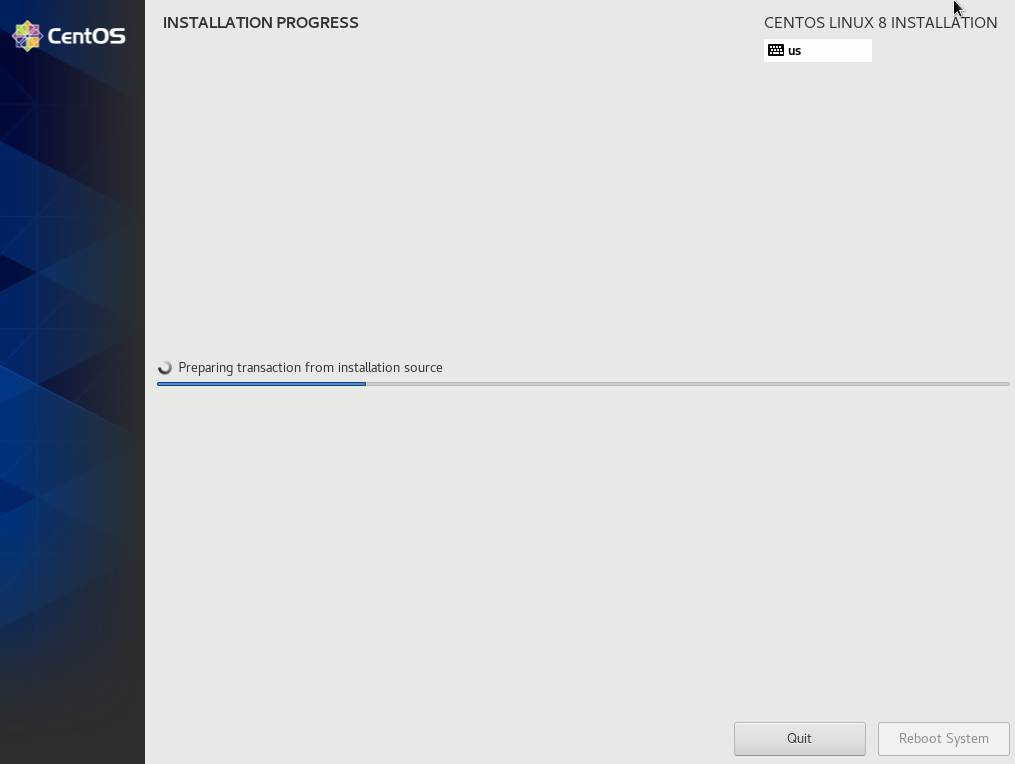 CentOS
INSTALLATION PROGRESS
CENTOS LINUX 8 INSTALLATION
us
Preparing transaction from installation source
Quit
Reboot System